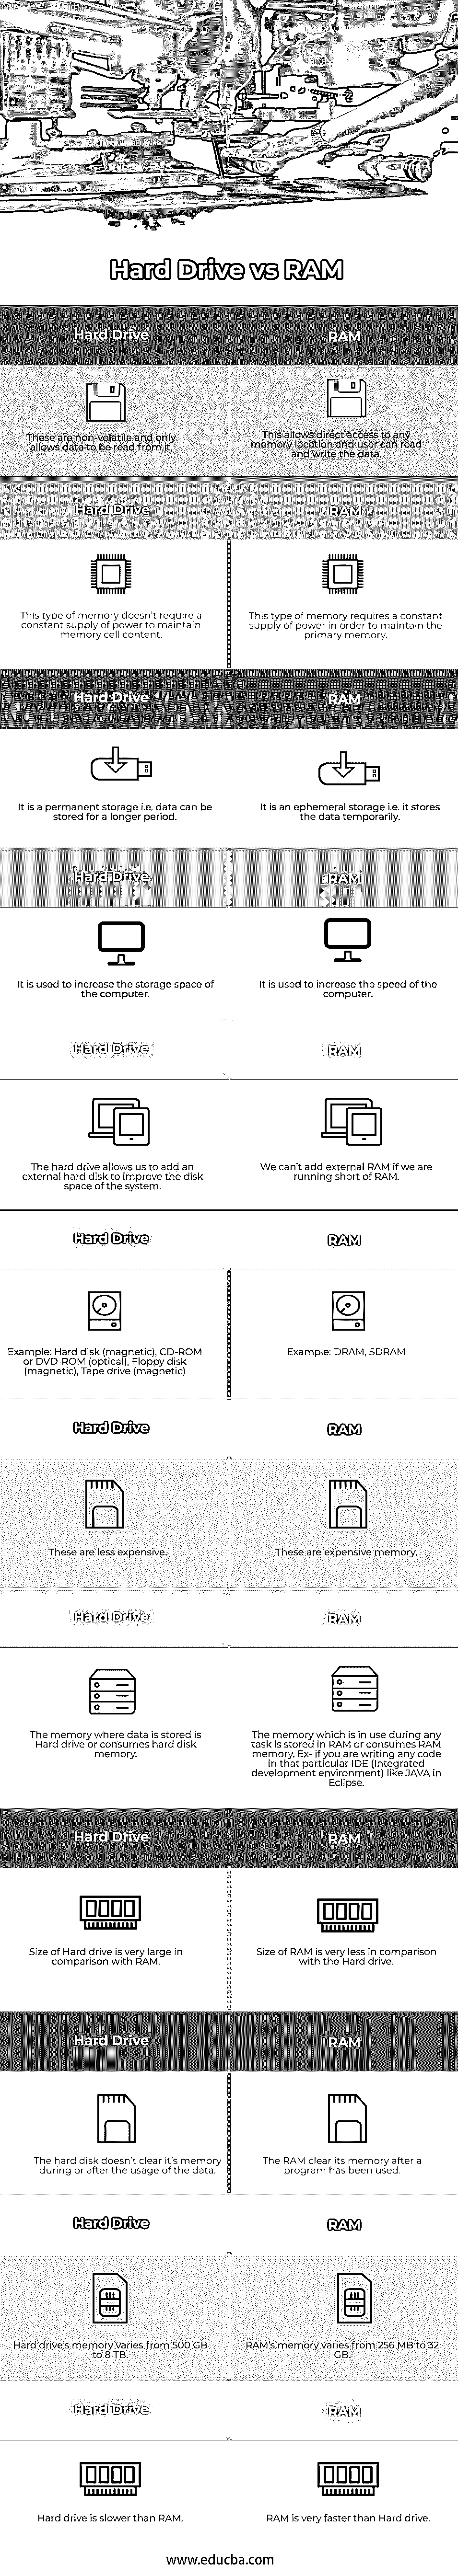 Hard Drive vs RAM
Hard Drive
RAM
These are non-volatile and only
allows data to be read from it.
This allows direct access to any
memory location and user can read
and write the data.
Hard Drive
RAM
This type of memory doesn't require a
constant supply of power to maintain
memory cell content.
This type of memory requires a constant
supply of power in order to maintain the
primary memory.
Hard Drive
RAM
It is a permanent storage i.e. data can be
stored for a longer period.
It is an ephemeral storage i.e. it stores
the data temporarily.
Hard Drive
RAM
It is used to increase the storage space of
the computer.
It is used to increase the speed of the
computer.
Hard Drive
RAM
The hard drive allows us to add an
external hard disk to improve the disk
space of the system.
We can't add external RAM if we are
running short of RAM.
Hard Drive
RAM
Example: Hard disk (magnetic), CD-ROM
or DVD-ROM (optical), Floppy disk
(magnetic), Tape drive (magnetic)
Example: DRAM, SDRAM
Hard Drive
RAM
These are less expensive.
These are expensive memory.
Hard Drive
RAM
The memory where data is stored is
Hard drive or consumes hard disk
memory.
The memory which is in use during any
task is stored in RAM or consumes RAM
memory. Ex- if you are writing any code
in that particular IDE (Integrated
development environment) like JAVA in
Eclipse.
Hard Drive
RAM
Size of Hard drive is very large in
comparison with RAM.
Size of RAM is very less in comparison
with the Hard drive.
Hard Drive
RAM
The hard disk doesn't clear it's memory
during or after the usage of the data.
The RAM clear its memory after a
program has been used.
Hard Drive
RAM
Hard drive's memory varies from 500 GB
to 8 TB.
RAM's memory varies from 256 MB to 32
GB.
Hard Drive
RAM
Hard drive is slower than RAM.
RAM is very faster than Hard drive.
www.educba.com